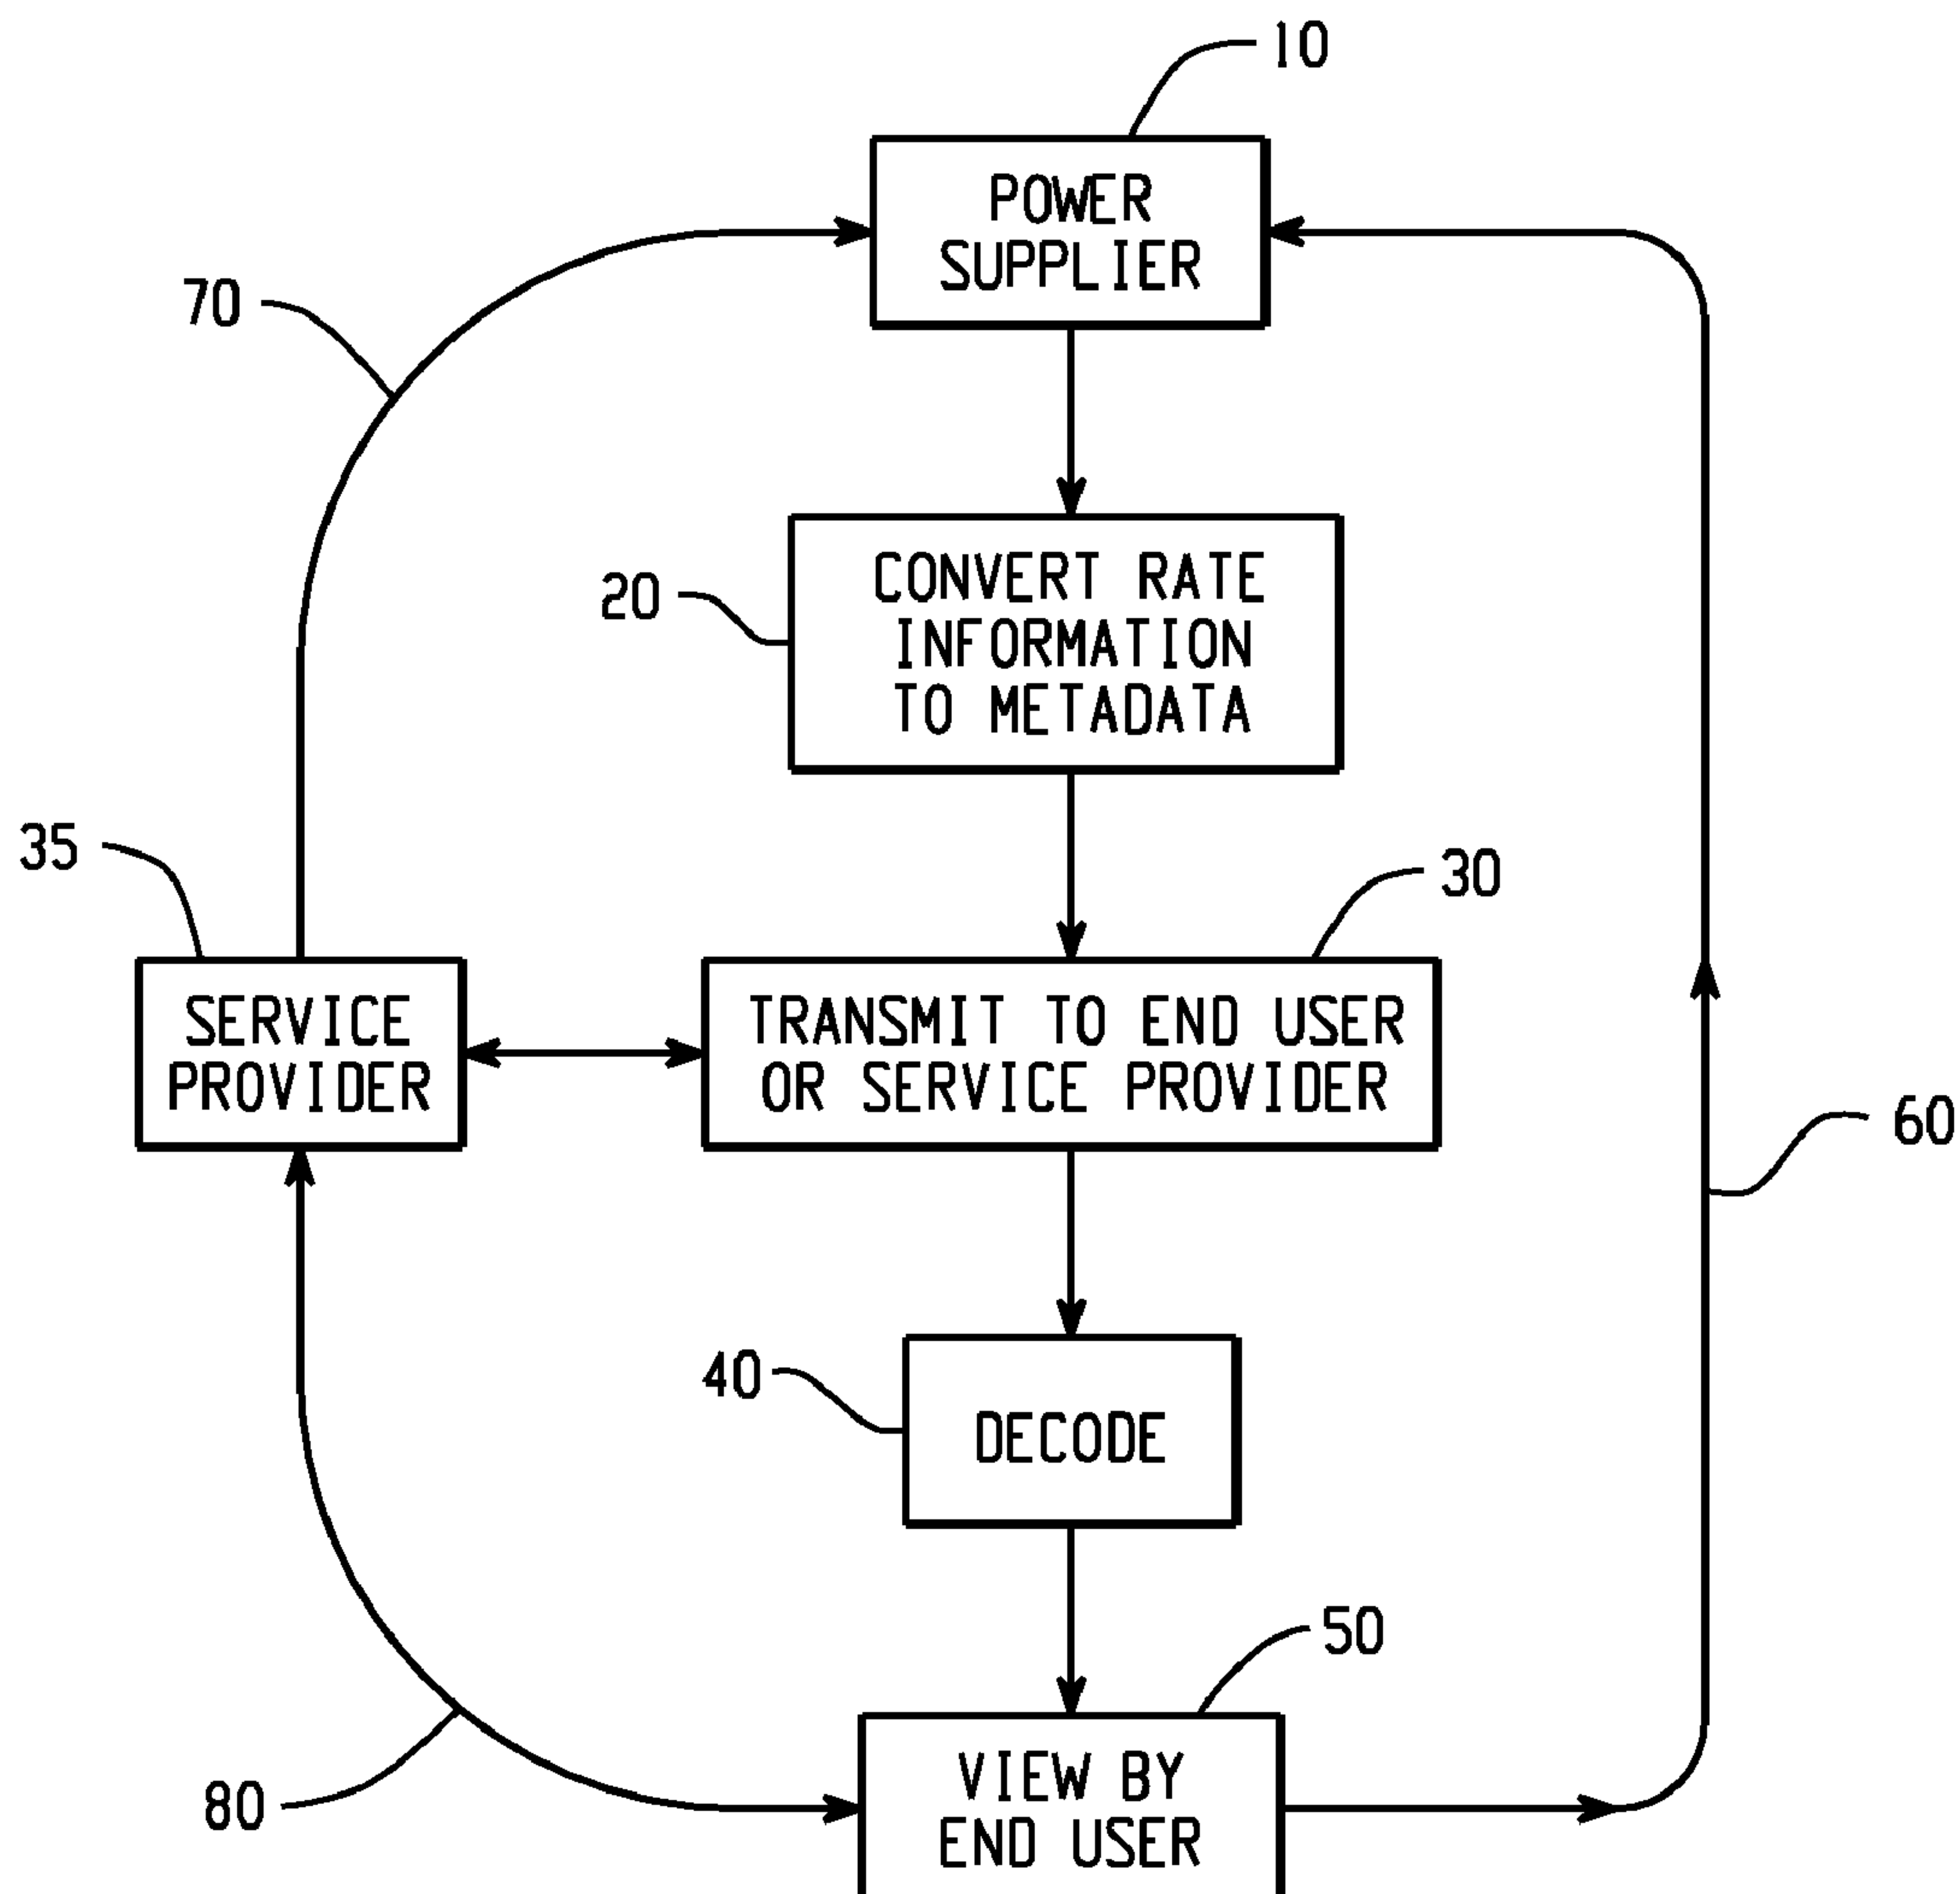 10
POWER
SUPPLIER
70
20
CONVERT RATE
INFORMATION
TO METADATA
35
30
SERVICE
PROVIDER
TRANSMIT TO END USER
OR SERVICE PROVIDER
60
40
DECODE
50
80
VIEW BY
END USER